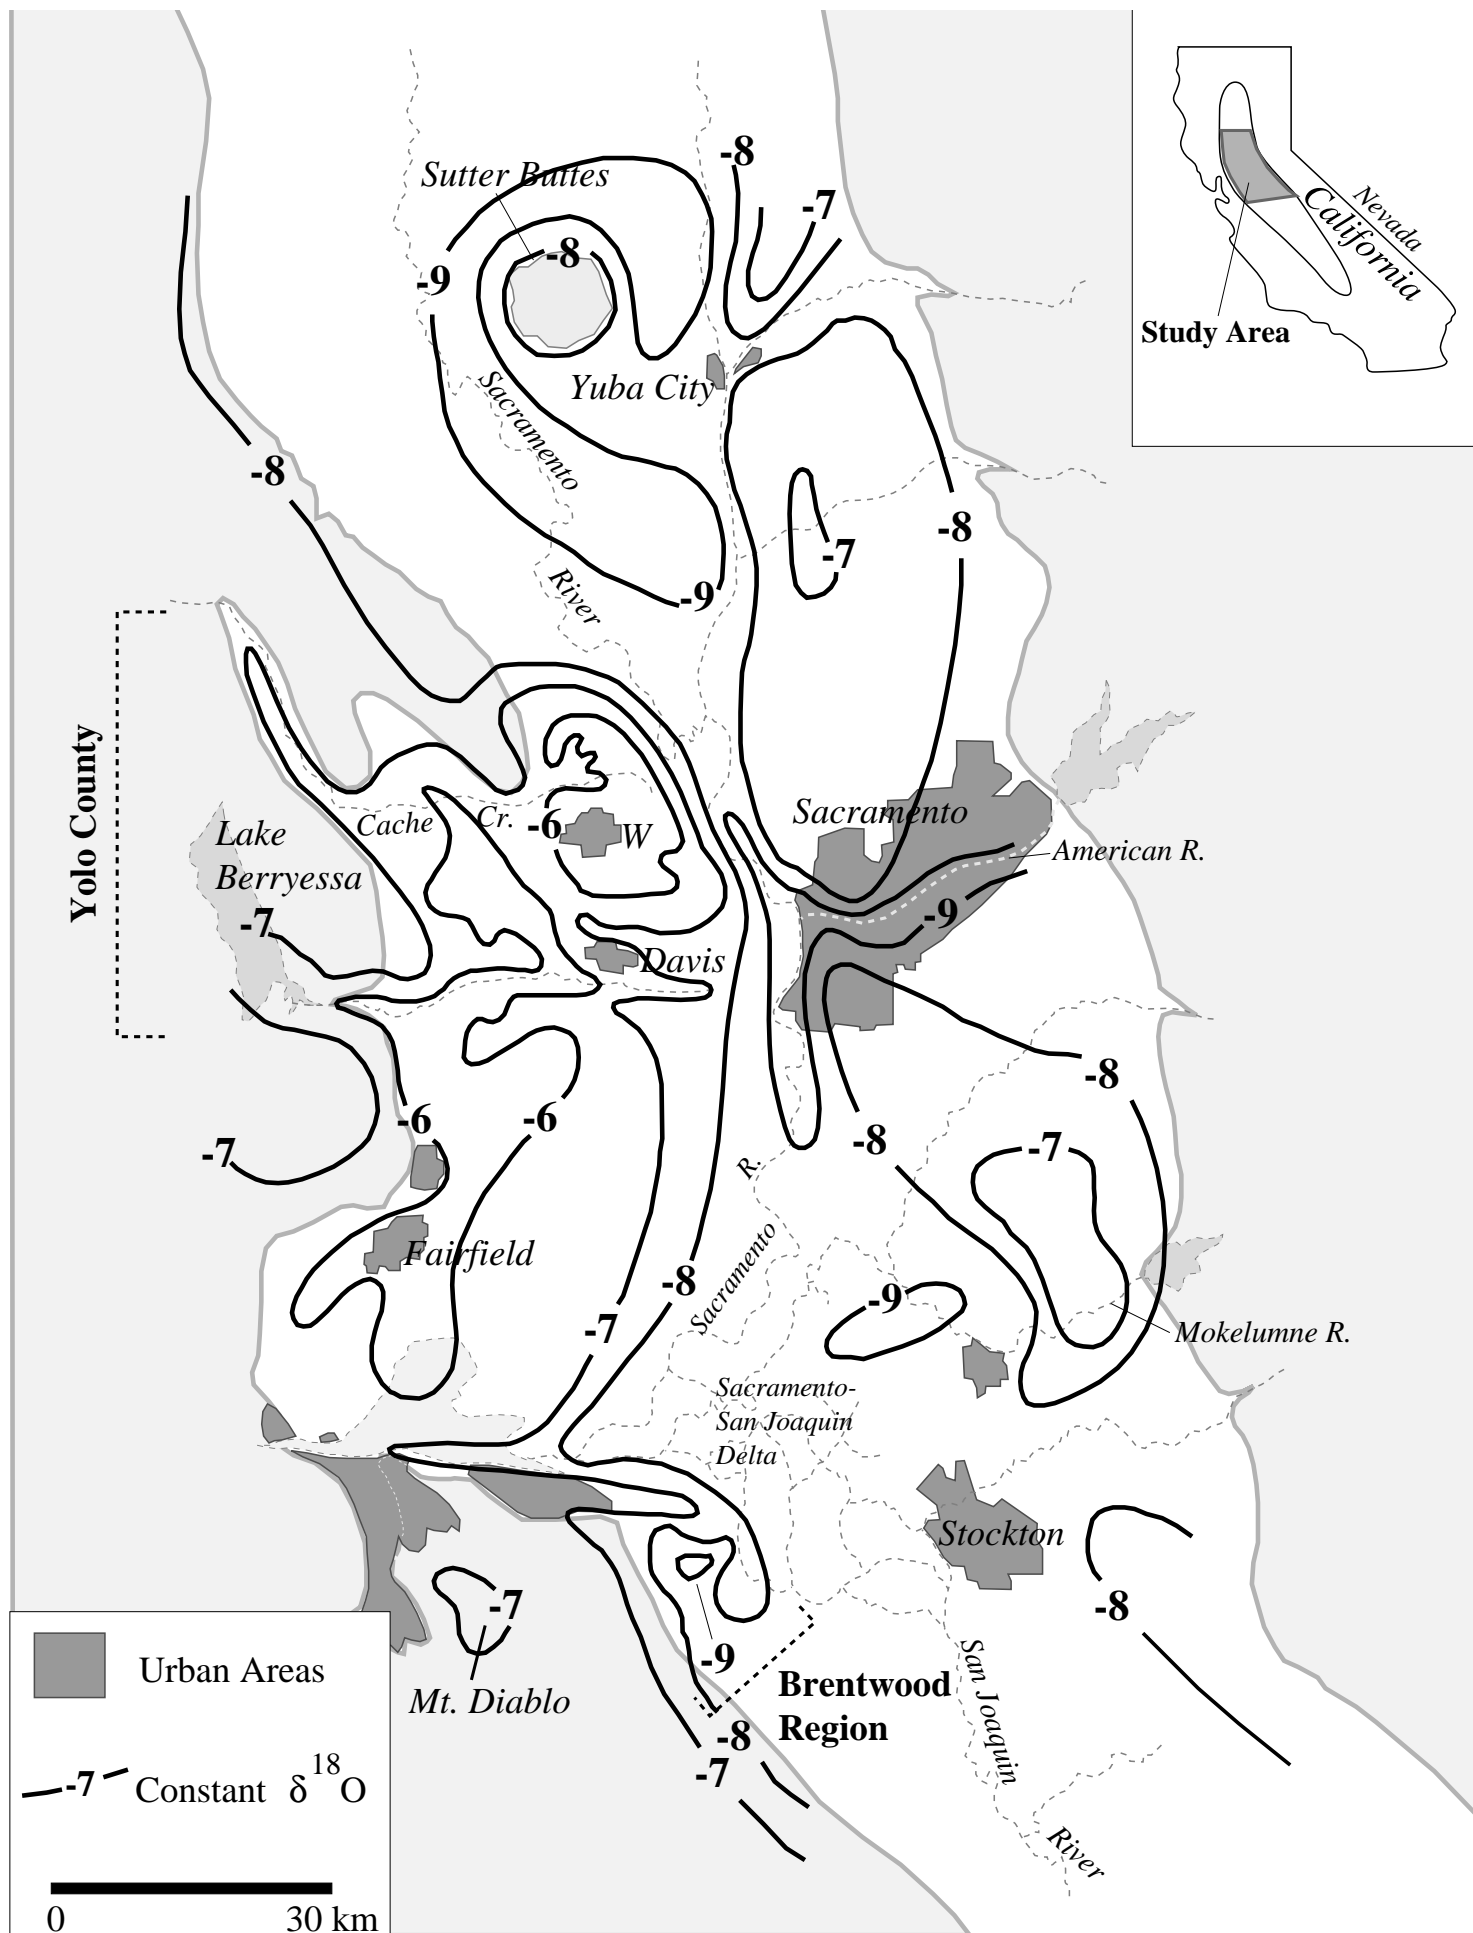 -8
Sutter Buttes
-7
-8
-9
Nevada
California
Study Area
Yuba City
Sacramento
-8
-8
-7
River
-9
Yolo County
Sacramento
Cache
Cr.
-6
W
Lake
Berryessa
American R.
-7
-9
Davis
-8
-6
-6
-8
-7
-7
R.
Fairfield
Sacramento
-8
-9
-7
Mokelumne R.
Sacramento-
San Joaquin
Delta
Stockton
-7
-8
-9
Brentwood
Region
San Joaquin
Mt. Diablo
-8
-7
River
Urban Areas
-7
Constant δ18O
0
30 km